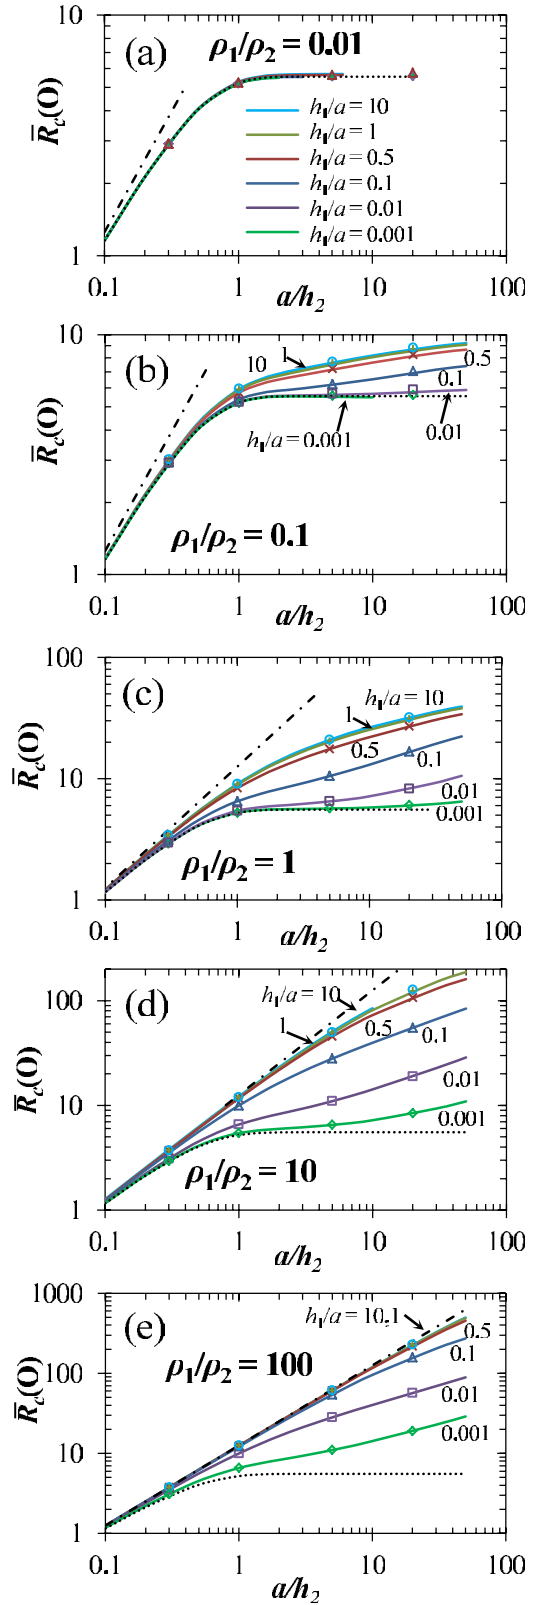 (a)
ρ1/ρ2 = 0.01
10
R̅c(O)
h1/a = 10
h1/a = 1
h1/a = 0.5
h1/a = 0.1
h1/a = 0.01
h1/a = 0.001
1
0.1 1 10 100
a/h2
(b)
10
R̅c(O)
10 1 0.5
0.1
h1/a = 0.001 0.01
ρ1/ρ2 = 0.1
1
0.1 1 10 100
a/h2
(c)
100
R̅c(O)
h1/a = 10
1
0.5 0.1
10
0.01
0.001
ρ1/ρ2 = 1
1
0.1 1 10 100
a/h2
(d)
100
R̅c(O)
h1/a = 10
1 0.5
0.1
0.01
10
0.001
ρ1/ρ2 = 10
1
0.1 1 10 100
a/h2
(e)
1000
R̅c(O)
h1/a = 10,1
0.5
0.1
ρ1/ρ2 = 100
100
0.01
0.001
10
1
0.1 1 10 100
a/h2